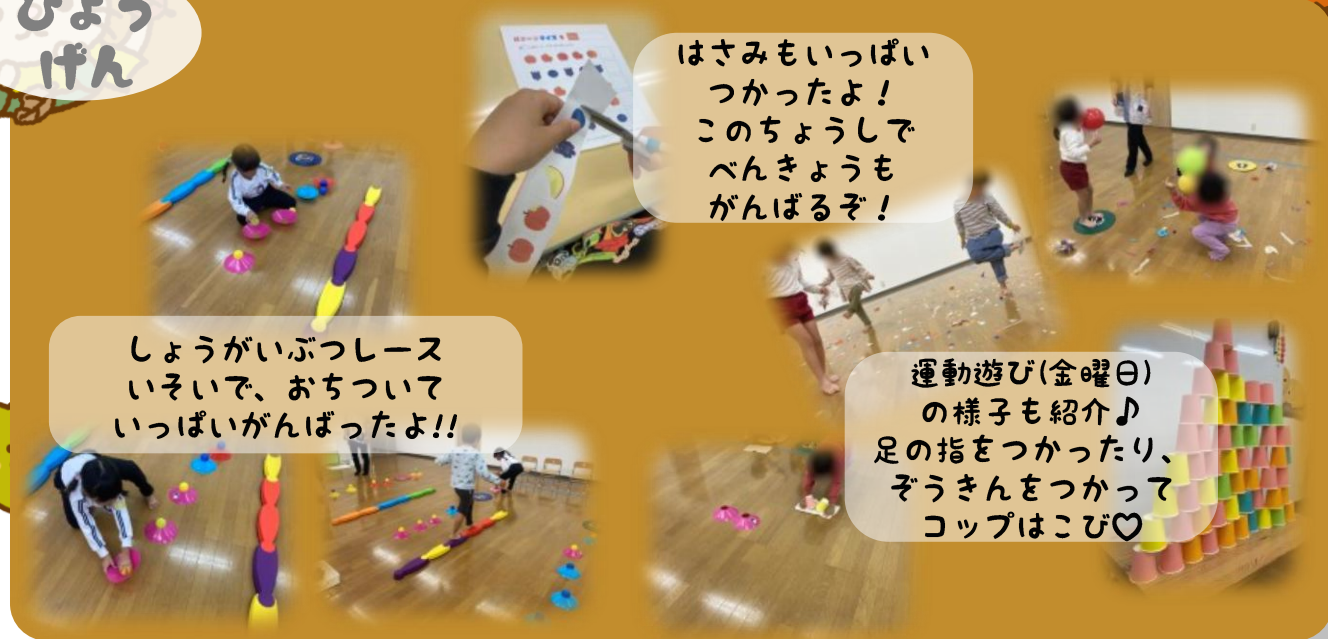 ひょう
げん
はさみもいっぱい
つかったよ！
このちょうしで
べんきょうも
がんばるぞ！
しょうがいぶつレース
いそいで、おちついて
いっぱいがんばったよ!!
運動遊び(金曜日)
の様子も紹介♪
足の指をつかったり、
ぞうきんをつかって
コップはこび♡